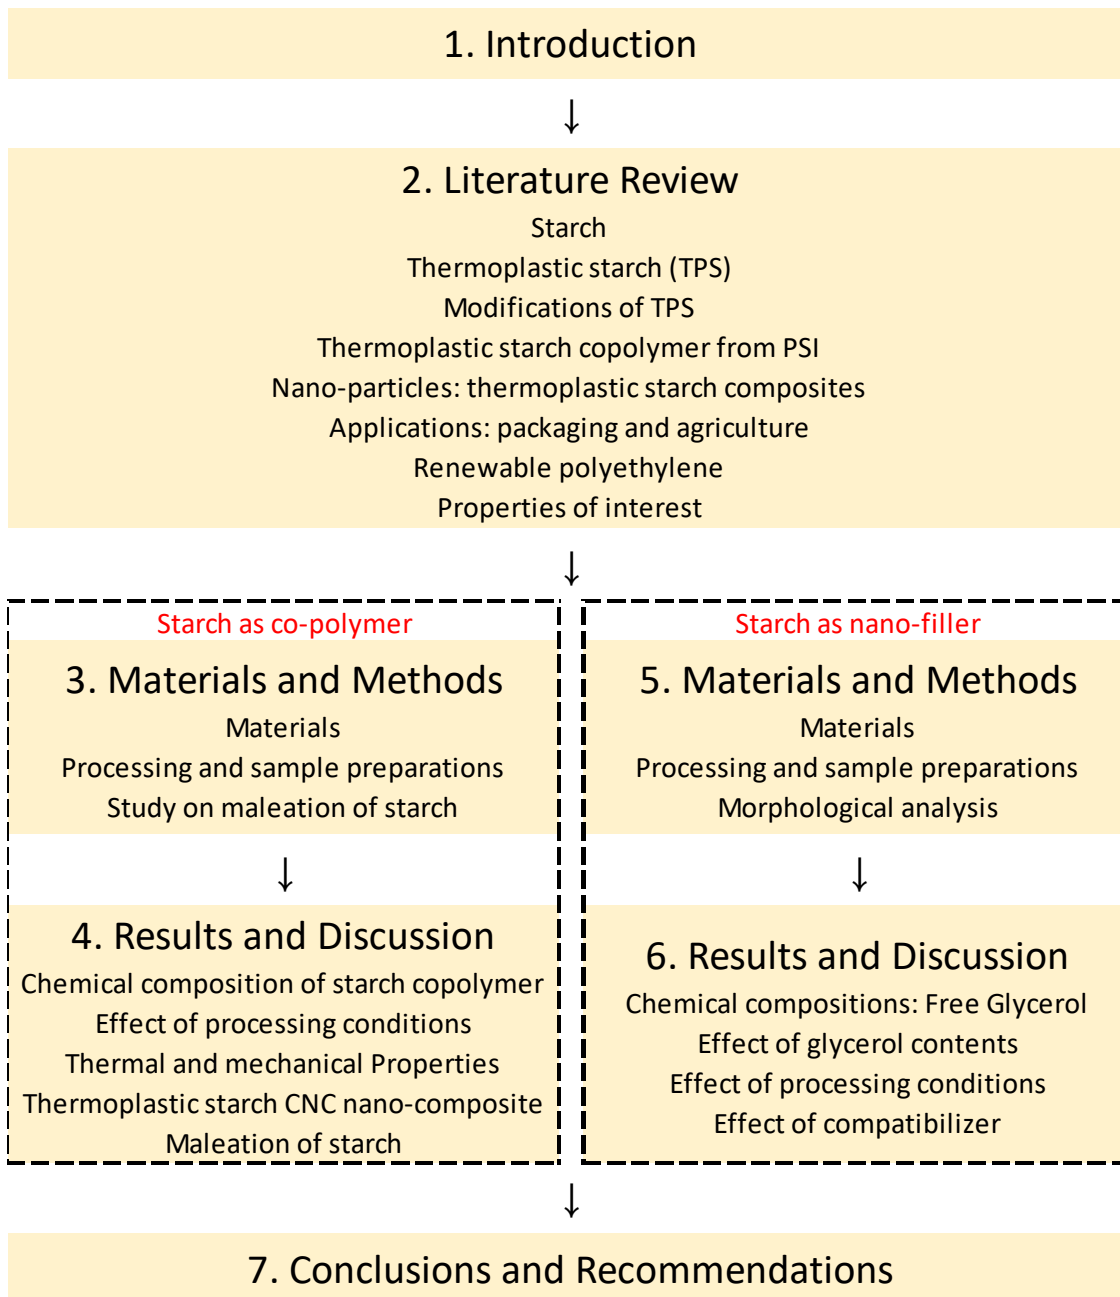 1. Introduction
↓
2. Literature Review
Starch
Thermoplastic starch (TPS)
Modifications of TPS
Thermoplastic starch copolymer from PSI
Nano-particles: thermoplastic starch composites
Applications: packaging and agriculture
Renewable polyethylene
Properties of interest
↓
Starch as co-polymer
3. Materials and Methods
Materials
Processing and sample preparations
Study on maleation of starch
↓
4. Results and Discussion
Chemical composition of starch copolymer
Effect of processing conditions
Thermal and mechanical Properties
Thermoplastic starch CNC nano-composite
Maleation of starch
Starch as nano-filler
5. Materials and Methods
Materials
Processing and sample preparations
Morphological analysis
↓
6. Results and Discussion
Chemical compositions: Free Glycerol
Effect of glycerol contents
Effect of processing conditions
Effect of compatibilizer
↓
7. Conclusions and Recommendations